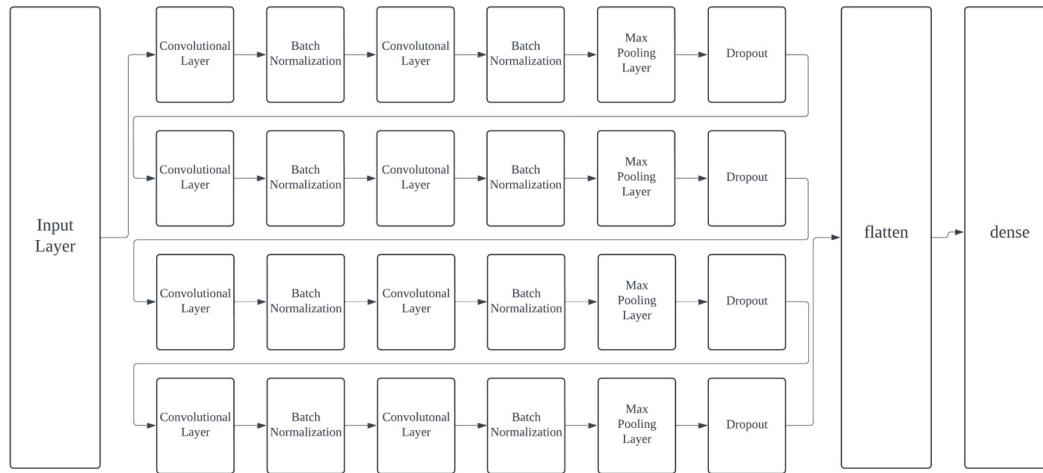 Input
Layer
Convolutional
Layer
Batch
Normalization
Convolutonal
Layer
Batch
Normalization
Max
Pooling
Layer
Dropout
Convolutional
Layer
Batch
Normalization
Convolutonal
Layer
Batch
Normalization
Max
Pooling
Layer
Dropout
Convolutional
Layer
Batch
Normalization
Convolutonal
Layer
Batch
Normalization
Max
Pooling
Layer
Dropout
Convolutional
Layer
Batch
Normalization
Convolutonal
Layer
Batch
Normalization
Max
Pooling
Layer
Dropout
flatten
dense